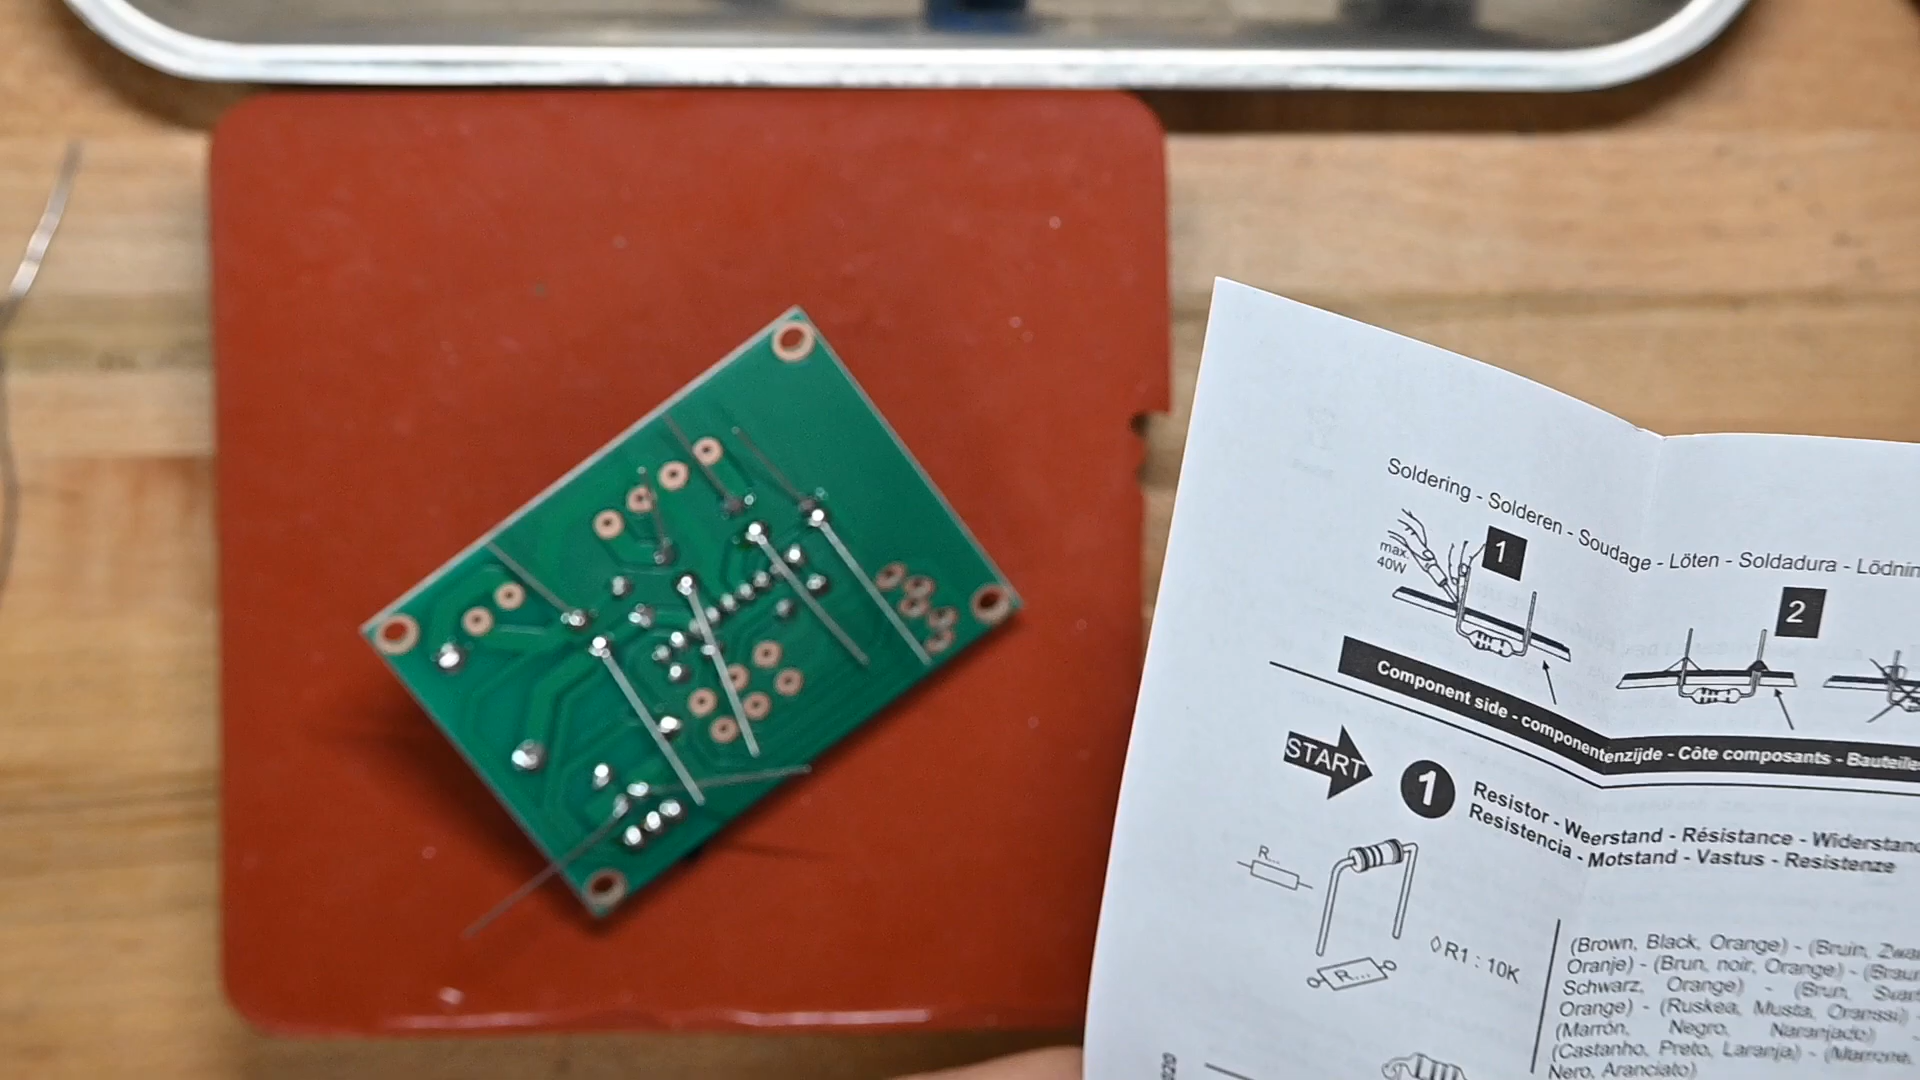 Soldering - Solderen - Soudage - Löten - Soldadura - Lödnin
1
max.
40W
2
Component side - componentenzijde - Côte composants - Bauteile
START
1
Resistor - Weerstand - Résistance - Widerstand
Resistencia - Motstand - Vastus - Resistenze
R...
R...
◊ R1 : 10K
(Brown, Black, Orange) - (Bruin, Zwa
Oranje) - (Brun, noir, Orange) - (Brau
Schwarz, Orange) - (Brun, Svart
Orange) - (Ruskea, Musta, Oranssi) -
(Marrón, Negro, Naranjado) -
(Castanho, Preto, Laranja) - (Marrone,
Nero, Aranciato)